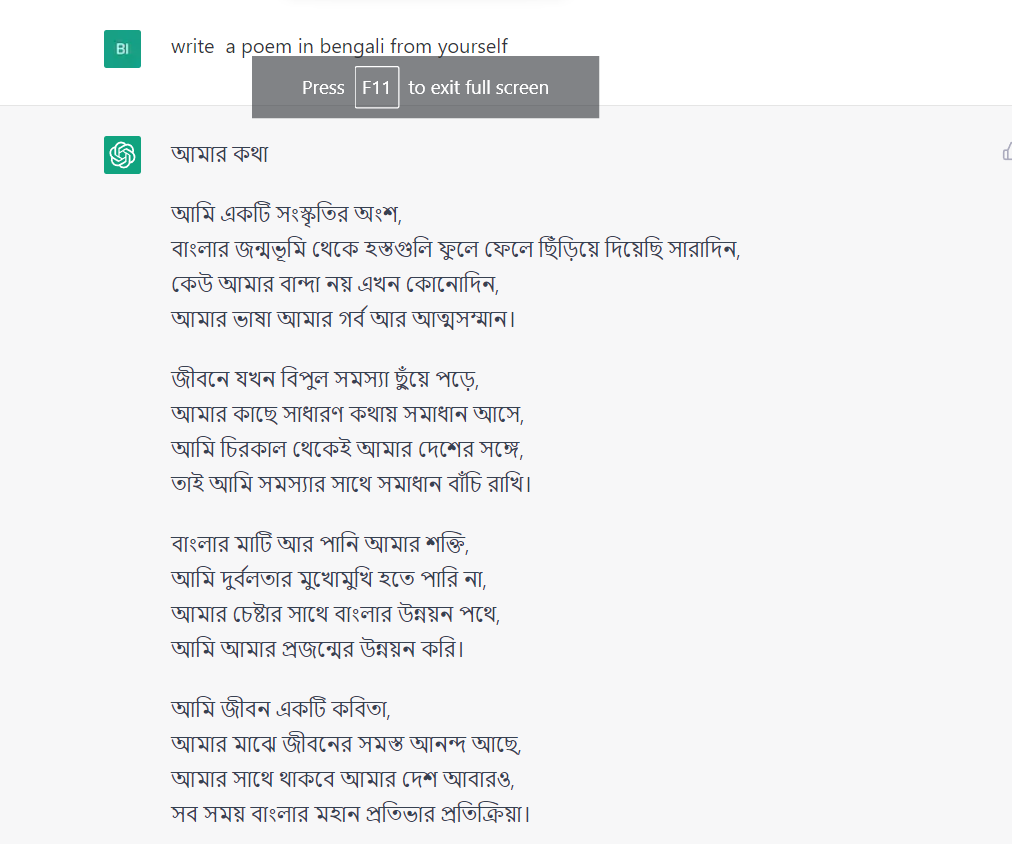 BI
write a poem in bengali from yourself
Press F11 to exit full screen
আমার কথা
আমি একটি সংস্কৃতির অংশ,
বাংলার জন্মভূমি থেকে হস্তগুলি ফুলে ফেলে ছিঁড়িয়ে দিয়েছি সারাদিন,
কেউ আমার বান্দা নয় এখন কোনোদিন,
আমার ভাষা আমার গর্ব আর আত্মসম্মান।
জীবনে যখন বিপুল সমস্যা ছুঁয়ে পড়ে,
আমার কাছে সাধারণ কথায় সমাধান আসে,
আমি চিরকাল থেকেই আমার দেশের সঙ্গে,
তাই আমি সমস্যার সাথে সমাধান বাঁচি রাখি।
বাংলার মাটি আর পানি আমার শক্তি,
আমি দুর্বলতার মুখোমুখি হতে পারি না,
আমার চেষ্টার সাথে বাংলার উন্নয়ন পথে,
আমি আমার প্রজন্মের উন্নয়ন করি।
আমি জীবন একটি কবিতা,
আমার মাঝে জীবনের সমস্ত আনন্দ আছে,
আমার সাথে থাকবে আমার দেশ আবারও,
সব সময় বাংলার মহান প্রতিভার প্রতিক্রিয়া।